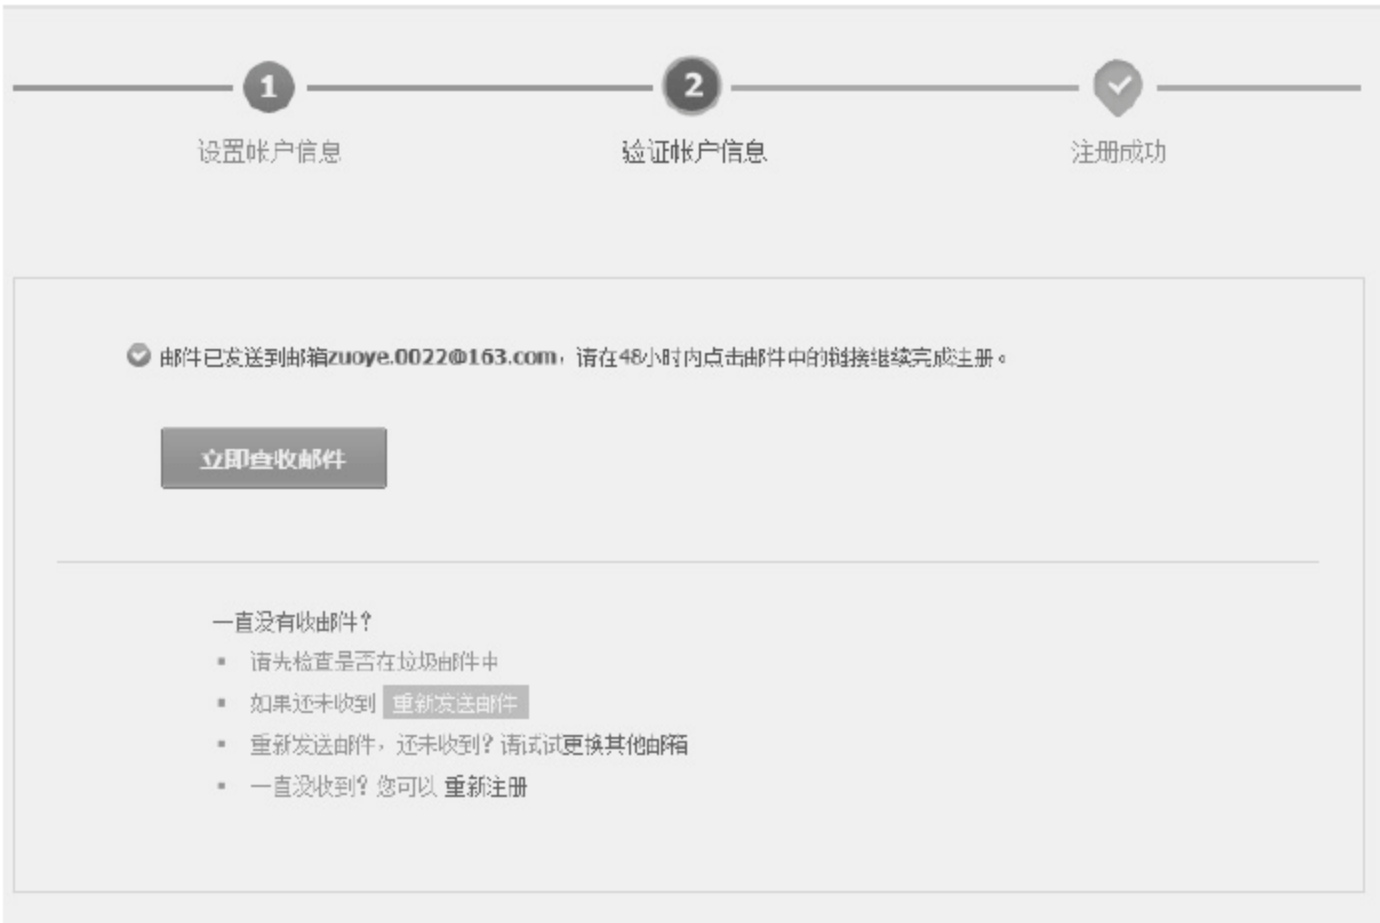 1
2
设置帐户信息
验证帐户信息
注册成功
邮件已发送到邮箱zuoye.0022@163.com，请在48小时内点击邮件中的链接继续完成注册。
立即查收邮件
一直没有收邮件？
▪ 请先检查是否在垃圾邮件中
▪ 如果还未收到 重新发送邮件
▪ 重新发送邮件，还未收到？请试试更换其他邮箱
▪ 一直没收到？您可以 重新注册